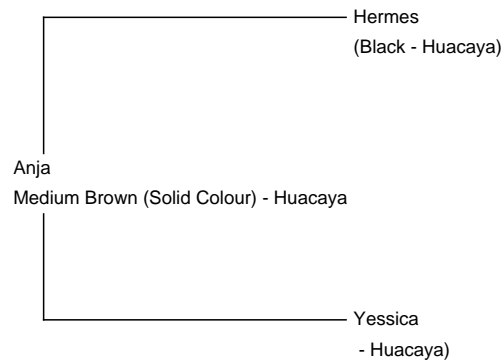 Hermes
(Black - Huacaya)
Anja
Medium Brown (Solid Colour) - Huacaya
Yessica
- Huacaya)